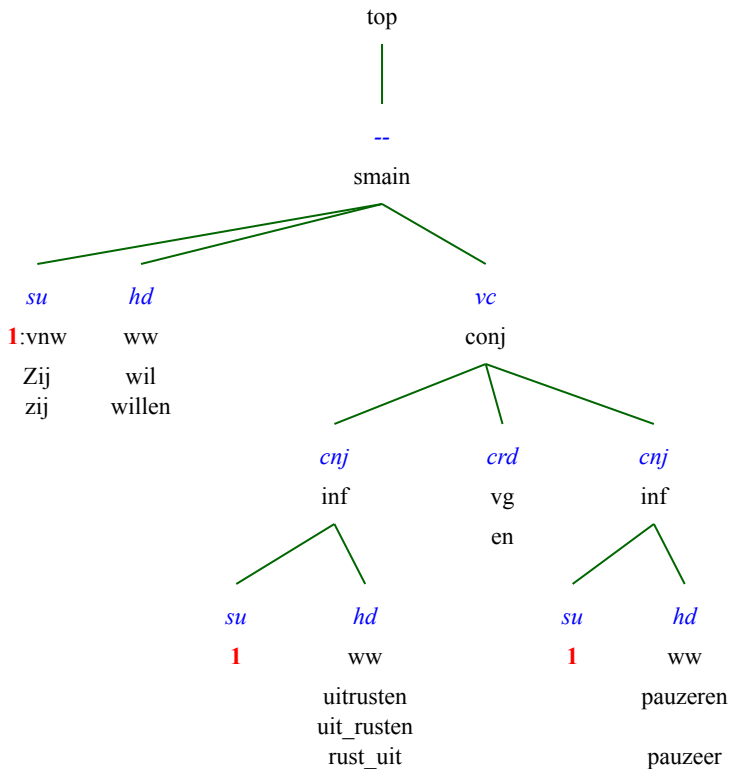 top
--
smain
su hd vc
1:vnw ww conj
Zij wil
zij willen
cnj crd cnj
inf vg inf
en
su hd su hd
1 ww 1 ww
uitrusten pauzeren
uit_rusten
rust_uit pauzeer